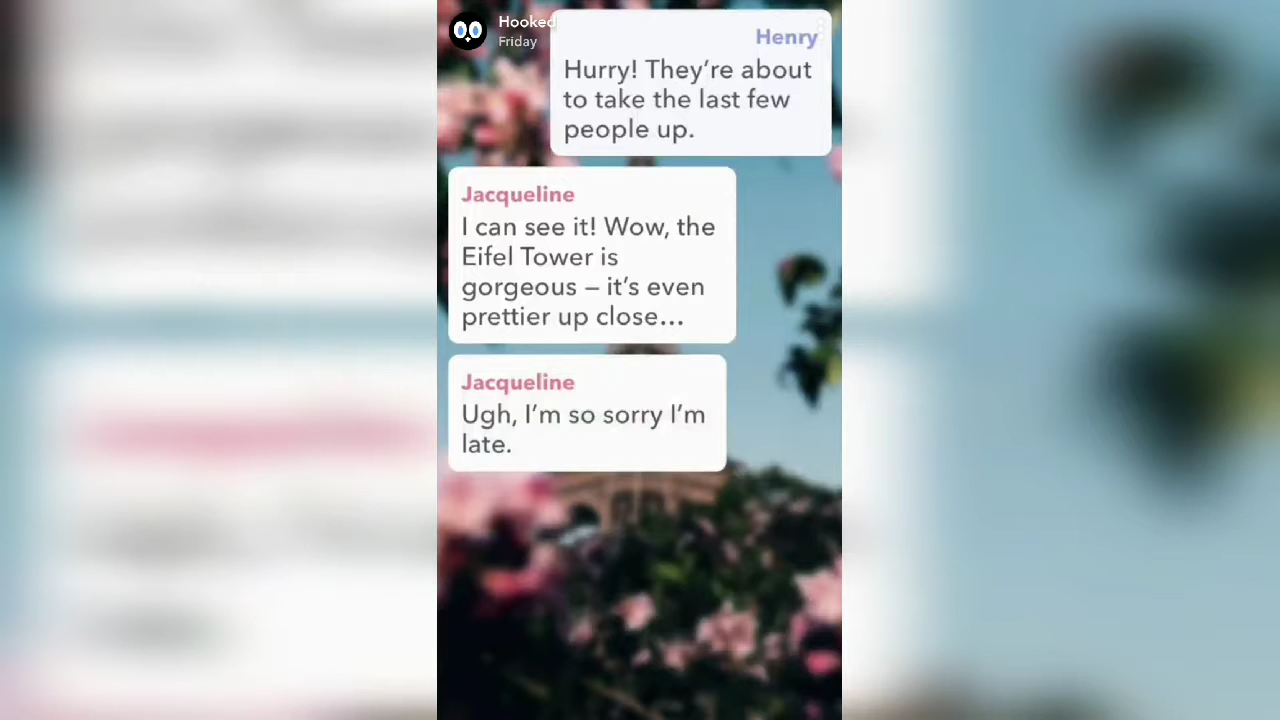 Hooked
Friday
Henry
Hurry! They’re about
to take the last few
people up.
Jacqueline
I can see it! Wow, the
Eifel Tower is
gorgeous – it’s even
prettier up close...
Jacqueline
Ugh, I’m so sorry I’m
late.